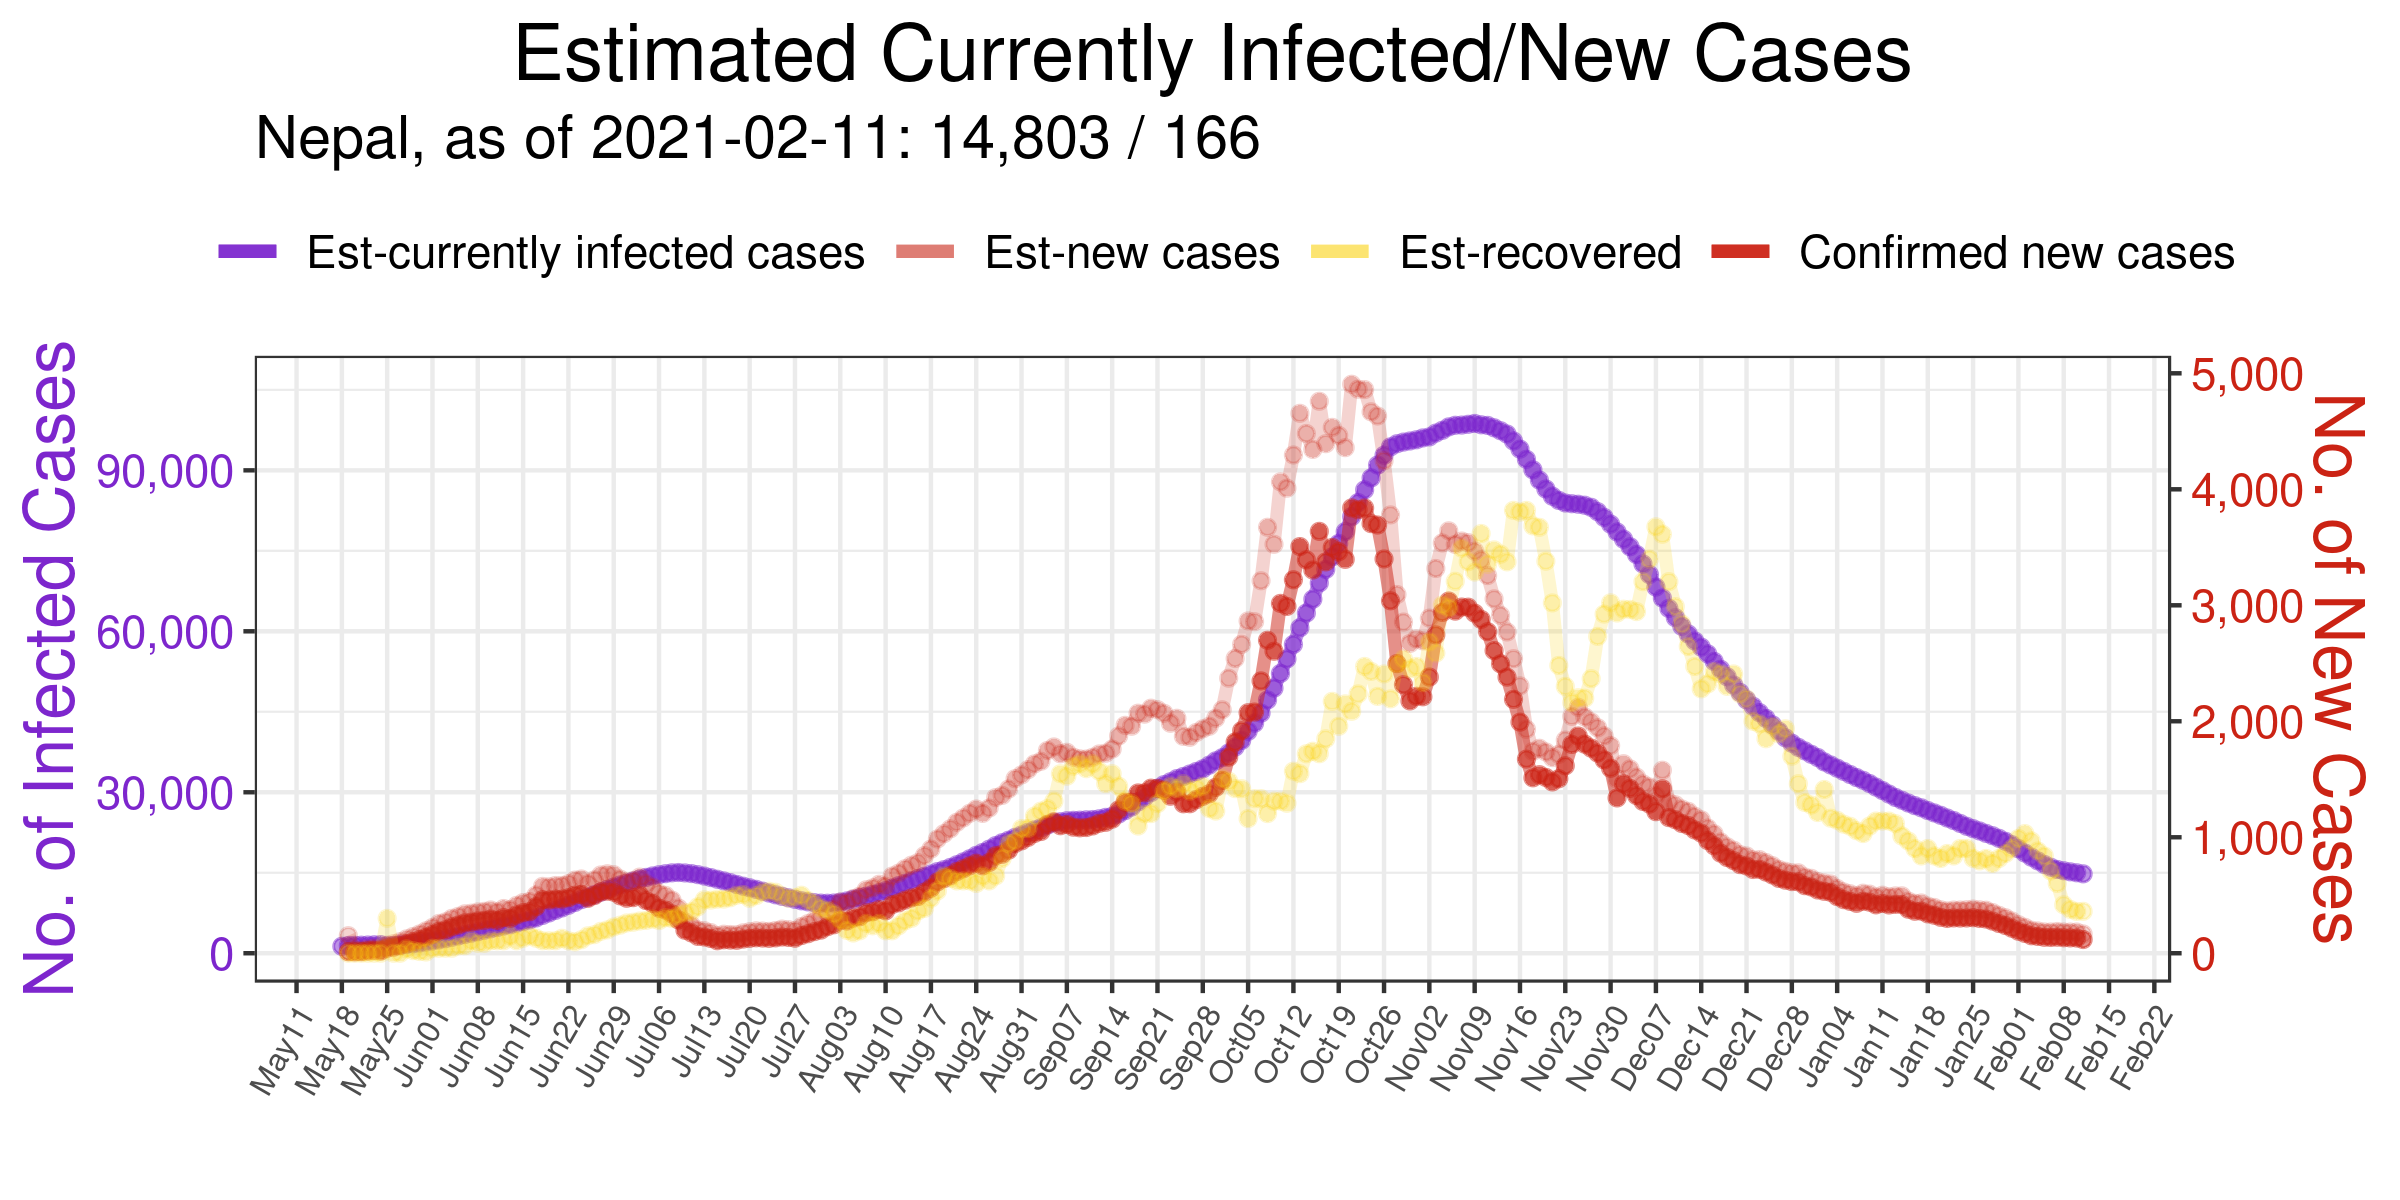 Estimated Currently Infected/New Cases
Nepal, as of 2021-02-11: 14,803 / 166
Est-currently infected cases Est-new cases Est-recovered Confirmed new cases
No. of Infected Cases
90,000
60,000
30,000
0
5,000
4,000
3,000
2,000
1,000
0
No. of New Cases
May11 May18 May25 Jun01 Jun08 Jun15 Jun22 Jun29 Jul06 Jul13 Jul20 Jul27 Aug03 Aug10 Aug17 Aug24 Aug31 Sep07 Sep14 Sep21 Sep28 Oct05 Oct12 Oct19 Oct26 Nov02 Nov09 Nov16 Nov23 Nov30 Dec07 Dec14 Dec21 Dec28 Jan04 Jan11 Jan18 Jan25 Feb01 Feb08 Feb15 Feb22